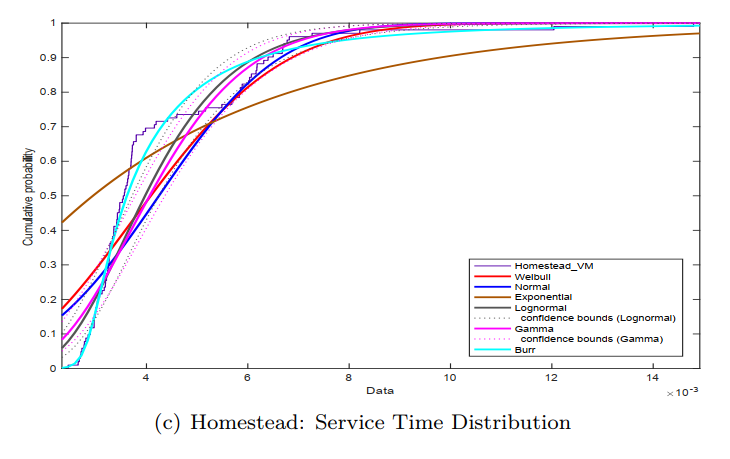 1
0.9
0.8
0.7
0.6
0.5
0.4
0.3
0.2
0.1
0
Cumulative probability
4
6
8
10
12
14
Data
×10-3
Homestead_VM
Weibull
Normal
Exponential
Lognormal
confidence bounds (Lognormal)
Gamma
confidence bounds (Gamma)
Burr
(c) Homestead: Service Time Distribution